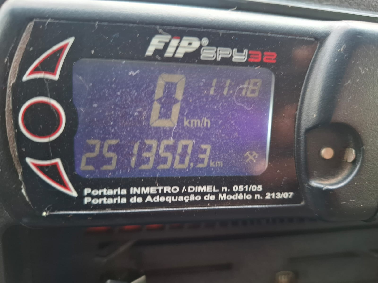 FIP SPY32
11:18
0 km/h
251350.3 km
Portaria INMETRO / DIMEL n. 051/05
Portaria de Adequação de Modelo n. 213/07